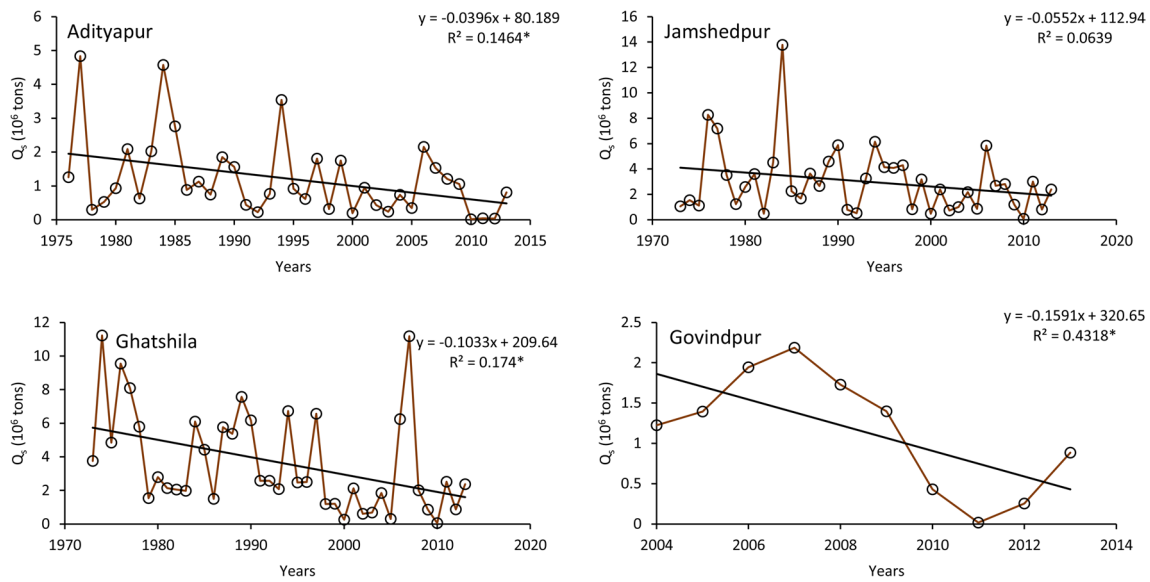 Adityapur
y = -0.0396x + 80.189
R² = 0.1464*
Qs (10⁶ tons)
6
5
4
3
2
1
0
1975 1980 1985 1990 1995 2000 2005 2010 2015
Years
Jamshedpur
y = -0.0552x + 112.94
R² = 0.0639
Qs (10⁶ tons)
16
14
12
10
8
6
4
2
0
1970 1980 1990 2000 2010 2020
Years
Ghatshila
y = -0.1033x + 209.64
R² = 0.174*
Qs (10⁶ tons)
12
10
8
6
4
2
0
1970 1980 1990 2000 2010 2020
Years
Govindpur
y = -0.1591x + 320.65
R² = 0.4318*
Qs (10⁶ tons)
2.5
2
1.5
1
0.5
0
2004 2006 2008 2010 2012 2014
Years